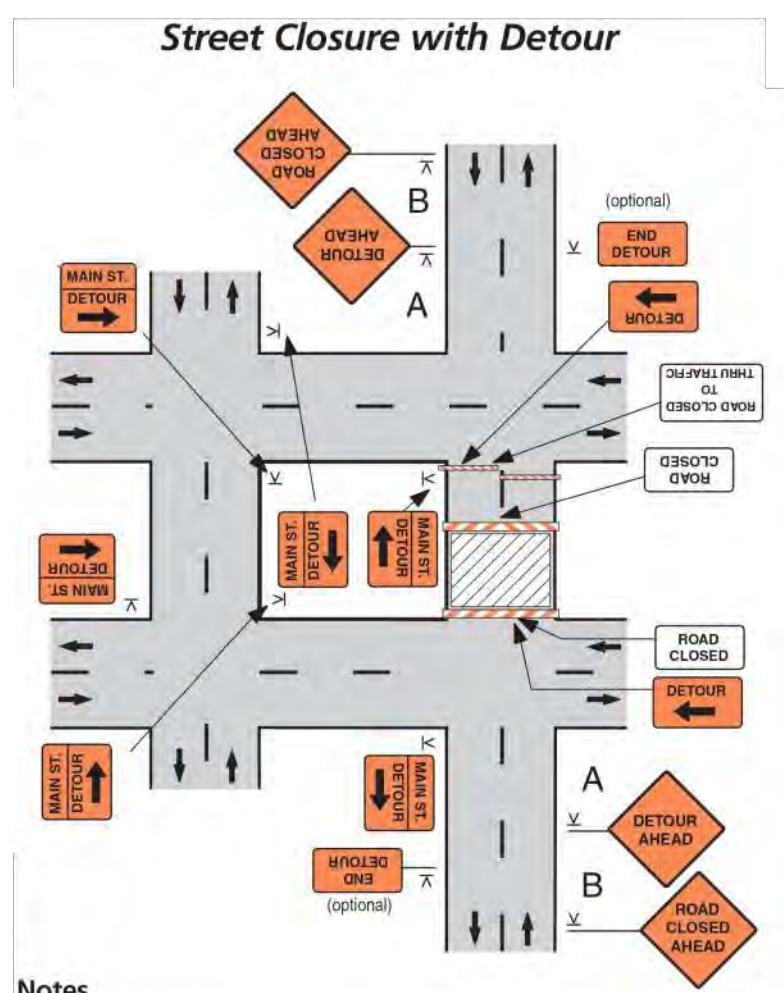 Street Closure with Detour
ROAD
CLOSED
AHEAD
B
DETOUR
AHEAD
A
(optional)
END
DETOUR
MAIN ST.
DETOUR
DETOUR
ROAD CLOSED
TO
THRU TRAFFIC
ROAD
CLOSED
MAIN ST.
DETOUR
MAIN ST.
DETOUR
MAIN ST.
DETOUR
ROAD
CLOSED
DETOUR
MAIN ST.
DETOUR
MAIN ST.
DETOUR
A
DETOUR
AHEAD
END
DETOUR
(optional)
B
ROAD
CLOSED
AHEAD
Notes